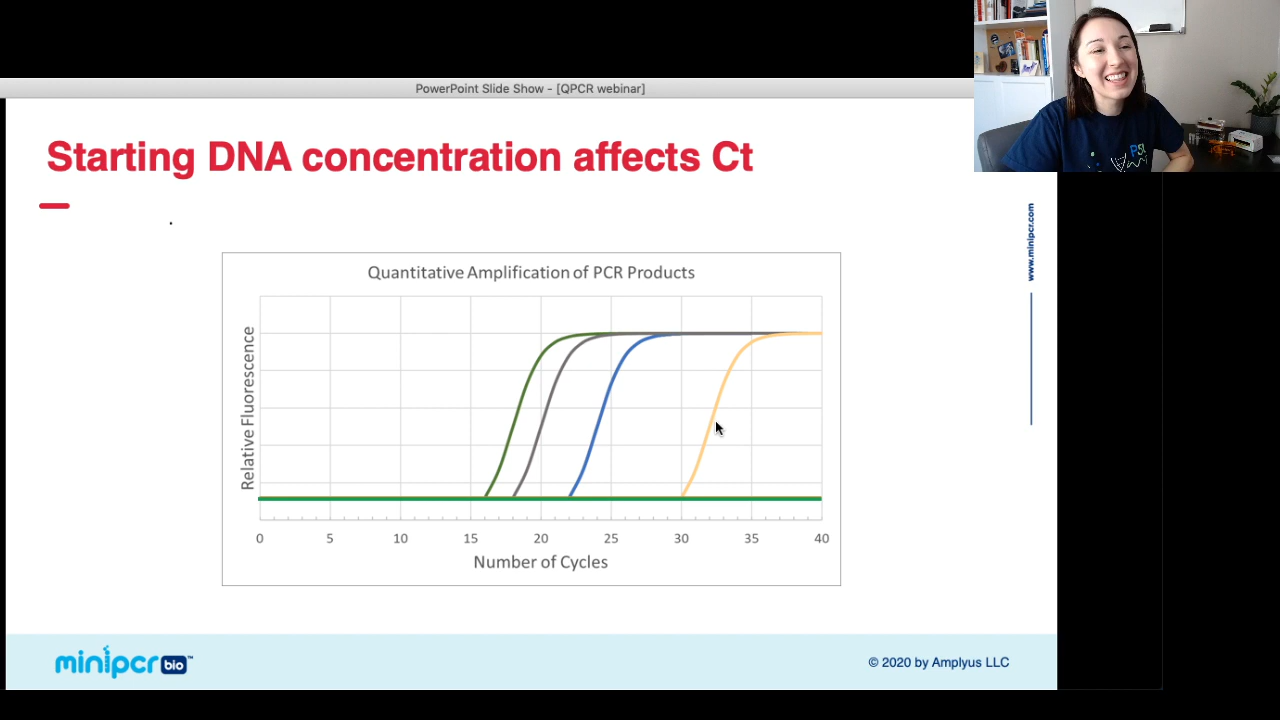 PowerPoint Slide Show - [QPCR webinar]
Starting DNA concentration affects Ct
www.minipcr.com
Quantitative Amplification of PCR Products
Relative Fluorescence
0 5 10 15 20 25 30 35 40
Number of Cycles
minipcr bio™
© 2020 by Amplyus LLC